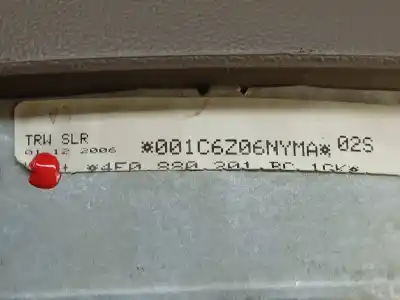 TRW SLR
01 12 2006
*001C6Z06NYMA* 02S
*4F0 880 201 BC 1GK*